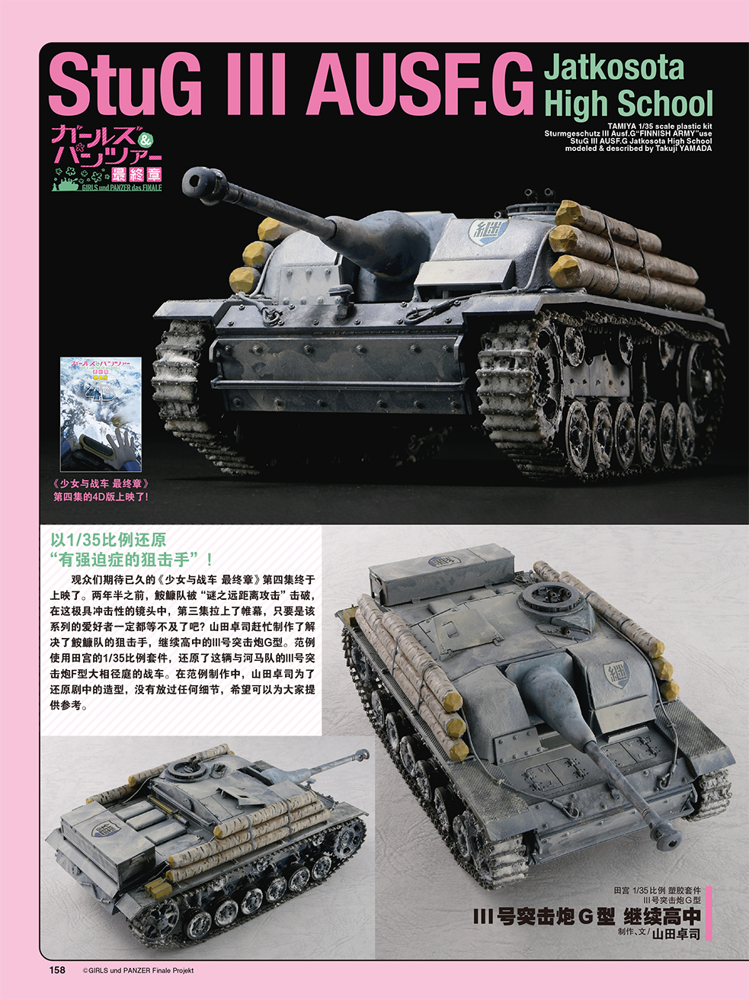 StuG III AUSF.G
Jatkosota
High School
TAMIYA 1/35 scale plastic kit
Sturmgeschutz III Ausf.G“FINNISH ARMY”use
StuG III AUSF.G Jatkosota High School
modeled & described by Takuji YAMADA
ガールズ&
パンツァー
最終章
GIRLS und PANZER das FINALE
継
ガールズ&パンツァー
最終章
4D
《少女与战车 最终章》
第四集的4D版上映了!
以1/35比例还原
“有强迫症的狙击手”！
观众们期待已久的《少女与战车 最终章》第四集终于
上映了。两年半之前，鮟鱇队被“谜之远距离攻击”击破，
在这极具冲击性的镜头中，第三集拉上了帷幕，只要是该
系列的爱好者一定都等不及了吧？山田卓司赶忙制作了解
决了鮟鱇队的狙击手，继续高中的III号突击炮G型。范例
使用田宫的1/35比例套件，还原了这辆与河马队的III号突
击炮F型大相径庭的战车。在范例制作中，山田卓司为了
还原剧中的造型，没有放过任何细节，希望可以为大家提
供参考。
継
田宫 1/35比例 塑胶套件
III号突击炮G型
III号突击炮G型 继续高中
制作、文/山田卓司
158
©GIRLS und PANZER Finale Projekt